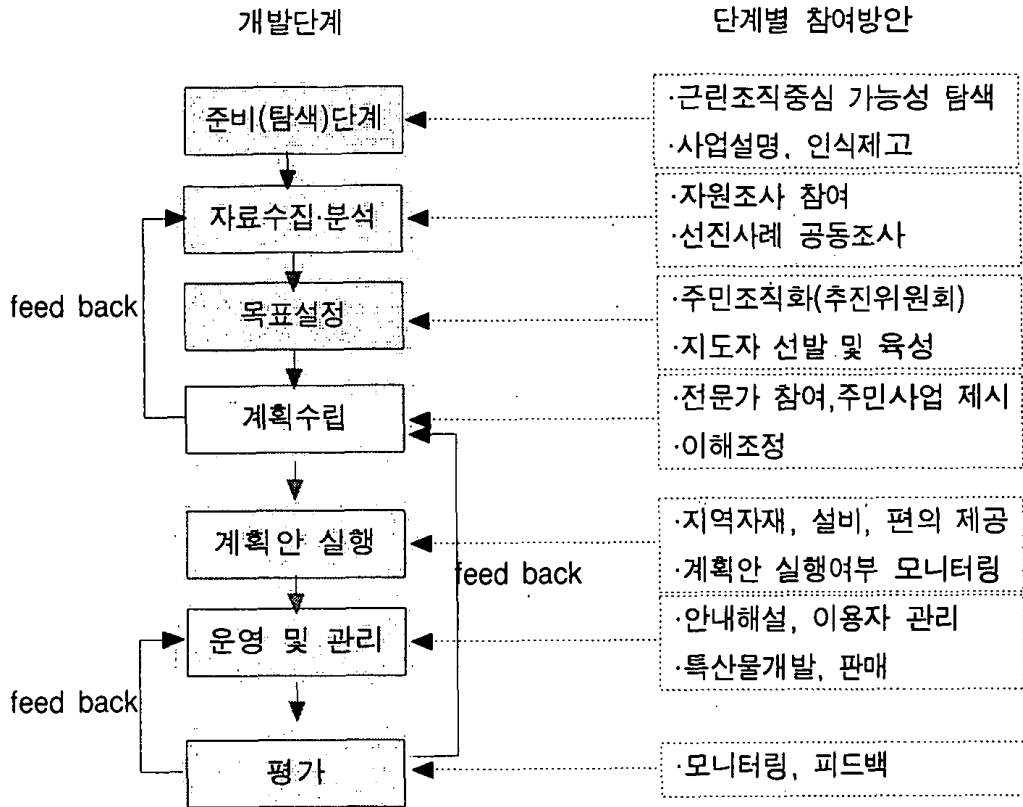 개발단계
단계별 참여방안
준비(탐색)단계
·근린조직중심 가능성 탐색
·사업설명, 인식제고
자료수집·분석
·자원조사 참여
·선진사례 공동조사
feed back
목표설정
·주민조직화(추진위원회)
·지도자 선발 및 육성
계획수립
·전문가 참여,주민사업 제시
·이해조정
계획안 실행
·지역자재, 설비, 편의 제공
·계획안 실행여부 모니터링
feed back
운영 및 관리
·안내해설, 이용자 관리
·특산물개발, 판매
feed back
평가
·모니터링, 피드백